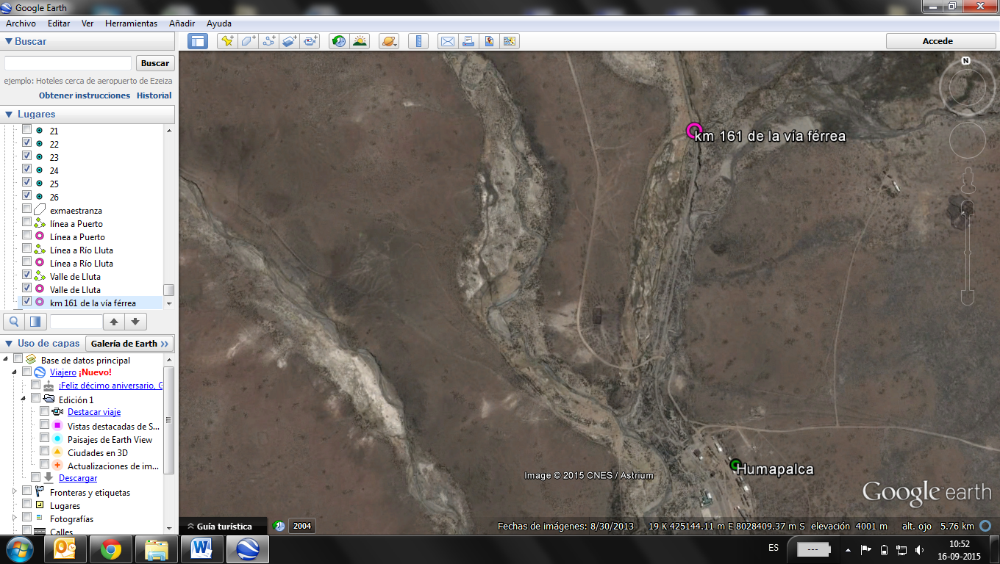 Google Earth
Archivo Editar Ver Herramientas Añadir Ayuda
Buscar
Buscar
ejemplo: Hoteles cerca de aeropuerto de Ezeiza
Obtener instrucciones Historial
Lugares
21
22
23
24
25
26
exmaestranza
línea a Puerto
Línea a Puerto
Línea a Río Lluta
Línea a Río Lluta
Valle de Lluta
Valle de Lluta
km 161 de la vía férrea
Uso de capas Galería de Earth >>
Base de datos principal
Viajero ¡Nuevo!
¡Feliz décimo aniversario, G
Edición 1
Destacar viaje
Vistas destacadas de S...
Paisajes de Earth View
Ciudades en 3D
Actualizaciones de im...
Descargar
Fronteras y etiquetas
Lugares
Fotografías
Calles
Accede
N
km 161 de la vía férrea
Humapalca
Image © 2015 CNES / Astrium
Google earth
Guía turística 2004
Fechas de imágenes: 8/30/2013 19 K 425144.11 m E 8028409.37 m S elevación 4001 m alt. ojo 5.76 km
ES
---
10:52
16-09-2015